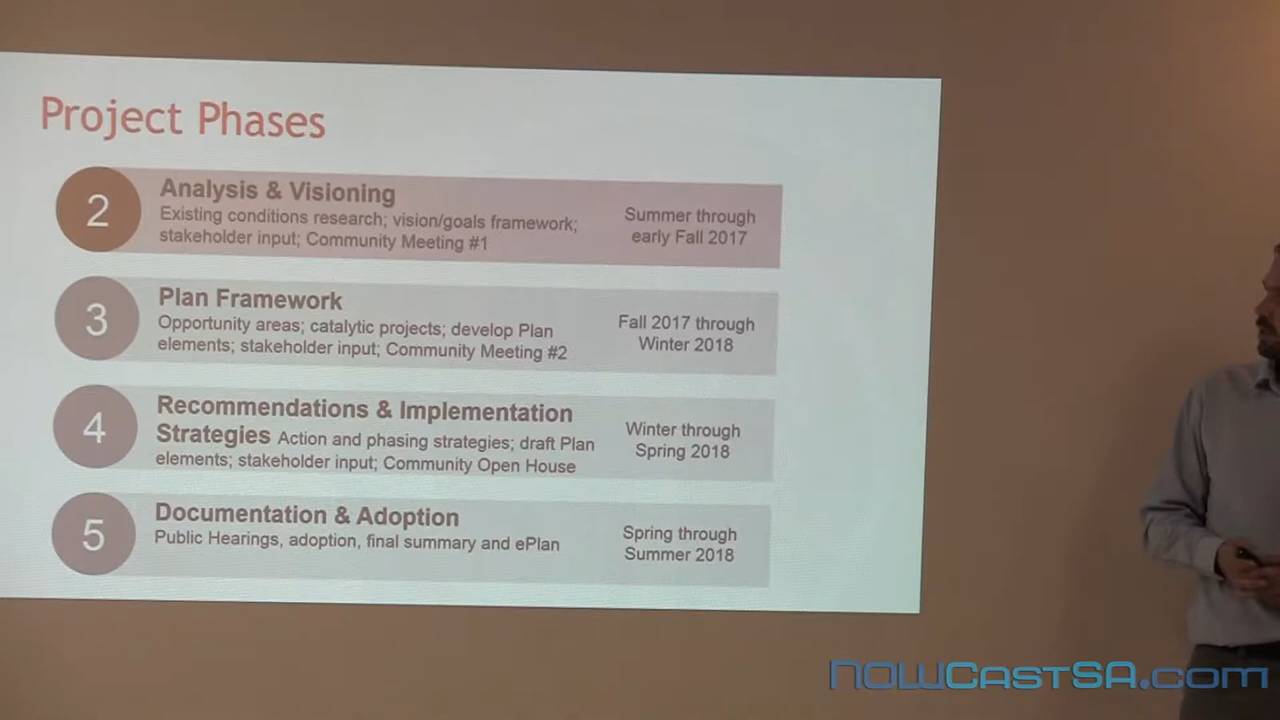 Project Phases
2
Analysis & Visioning
Existing conditions research; vision/goals framework;
stakeholder input; Community Meeting #1
Summer through
early Fall 2017
3
Plan Framework
Opportunity areas; catalytic projects; develop Plan
elements; stakeholder input; Community Meeting #2
Fall 2017 through
Winter 2018
4
Recommendations & Implementation
Strategies Action and phasing strategies; draft Plan
elements; stakeholder input; Community Open House
Winter through
Spring 2018
5
Documentation & Adoption
Public Hearings, adoption, final summary and ePlan
Spring through
Summer 2018
NOWCastSA.com